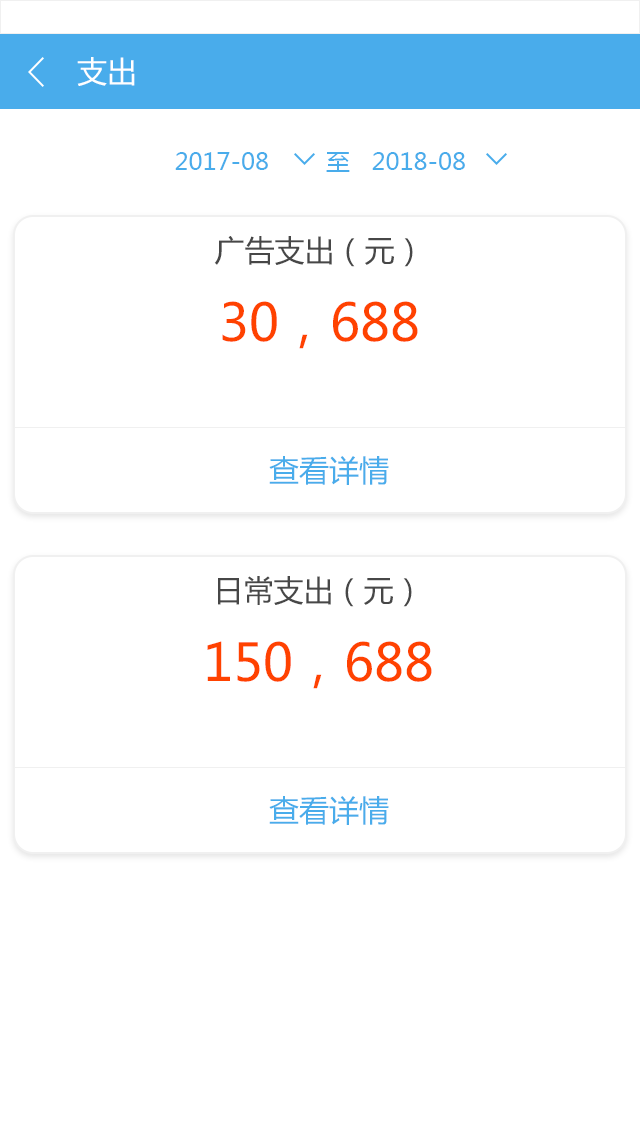 支出
2017-08 至 2018-08
广告支出（元）
30，688
查看详情
日常支出（元）
150，688
查看详情